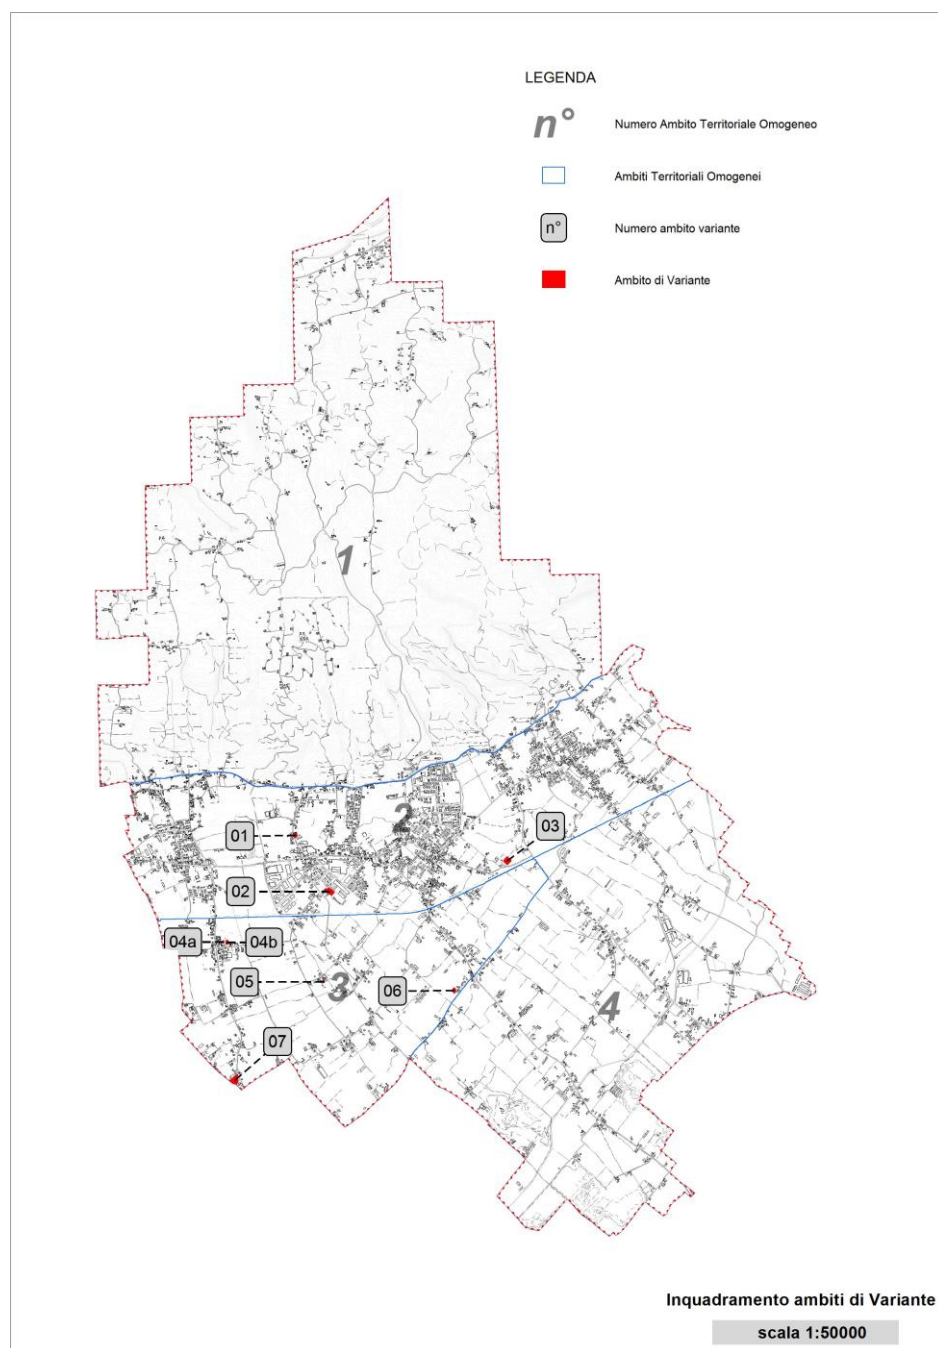 LEGENDA
n°
Numero Ambito Territoriale Omogeneo
Ambiti Territoriali Omogenei
n°
Numero ambito variante
Ambito di Variante
1
2
01
03
02
04a
04b
05
3
06
4
07
Inquadramento ambiti di Variante
scala 1:50000